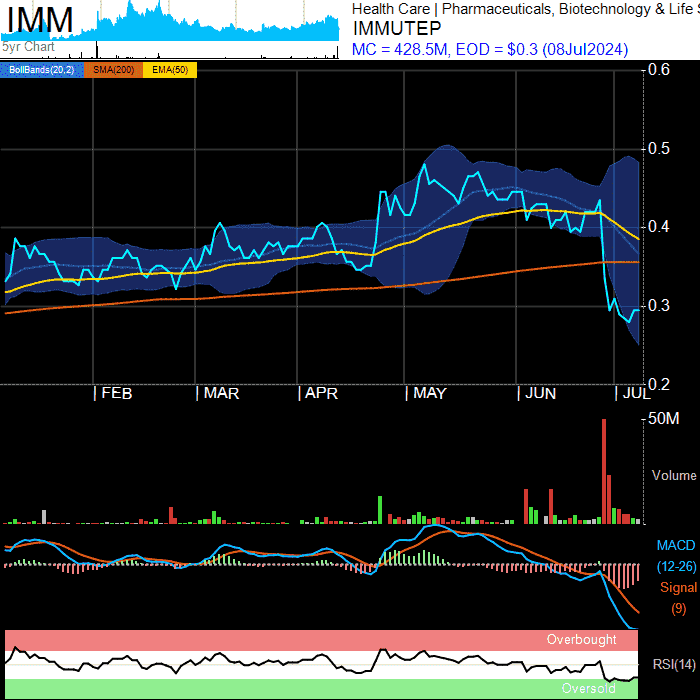 IMM
5yr Chart
Health Care | Pharmaceuticals, Biotechnology & Life S
IMMUTEP
MC = 428.5M, EOD = $0.3 (08Jul2024)
BollBands(20,2) SMA(200) EMA(50)
0.6
0.5
0.4
0.3
0.2
| FEB | MAR | APR | MAY | JUN | JUL
50M
Volume
MACD
(12-26)
Signal
(9)
Overbought
RSI(14)
Oversold